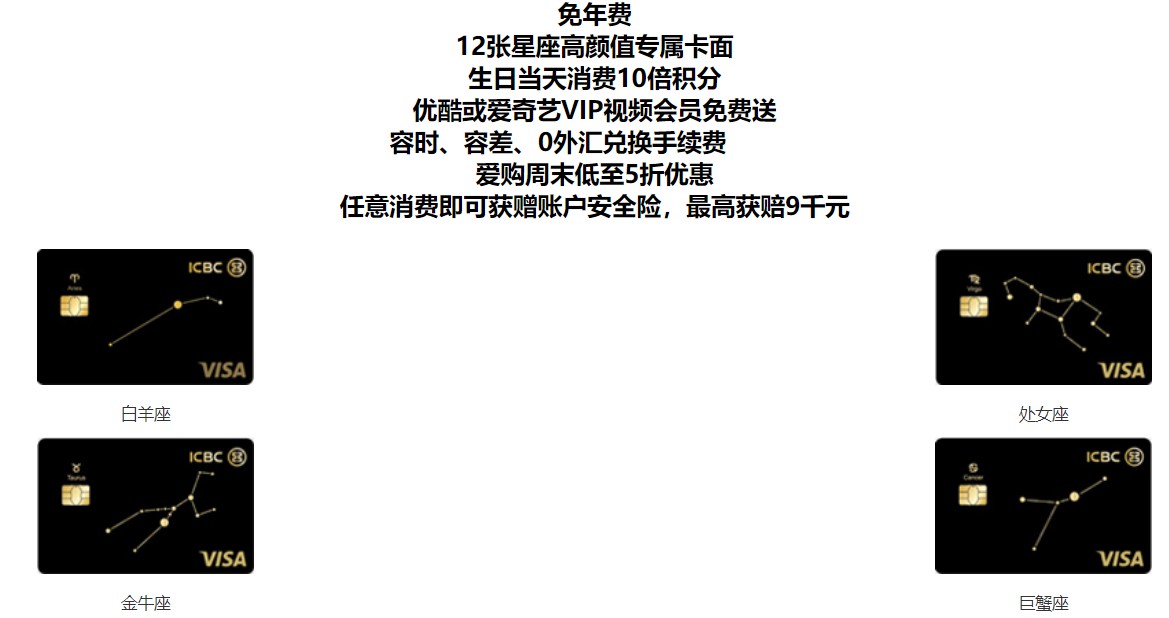 免年费
12张星座高颜值专属卡面
生日当天消费10倍积分
优酷或爱奇艺VIP视频会员免费送
容时、容差、0外汇兑换手续费
爱购周末低至5折优惠
任意消费即可获赠账户安全险，最高获赔9千元
ICBC
Aries
VISA
白羊座
ICBC
Virgo
VISA
处女座
ICBC
Taurus
VISA
金牛座
ICBC
Cancer
VISA
巨蟹座